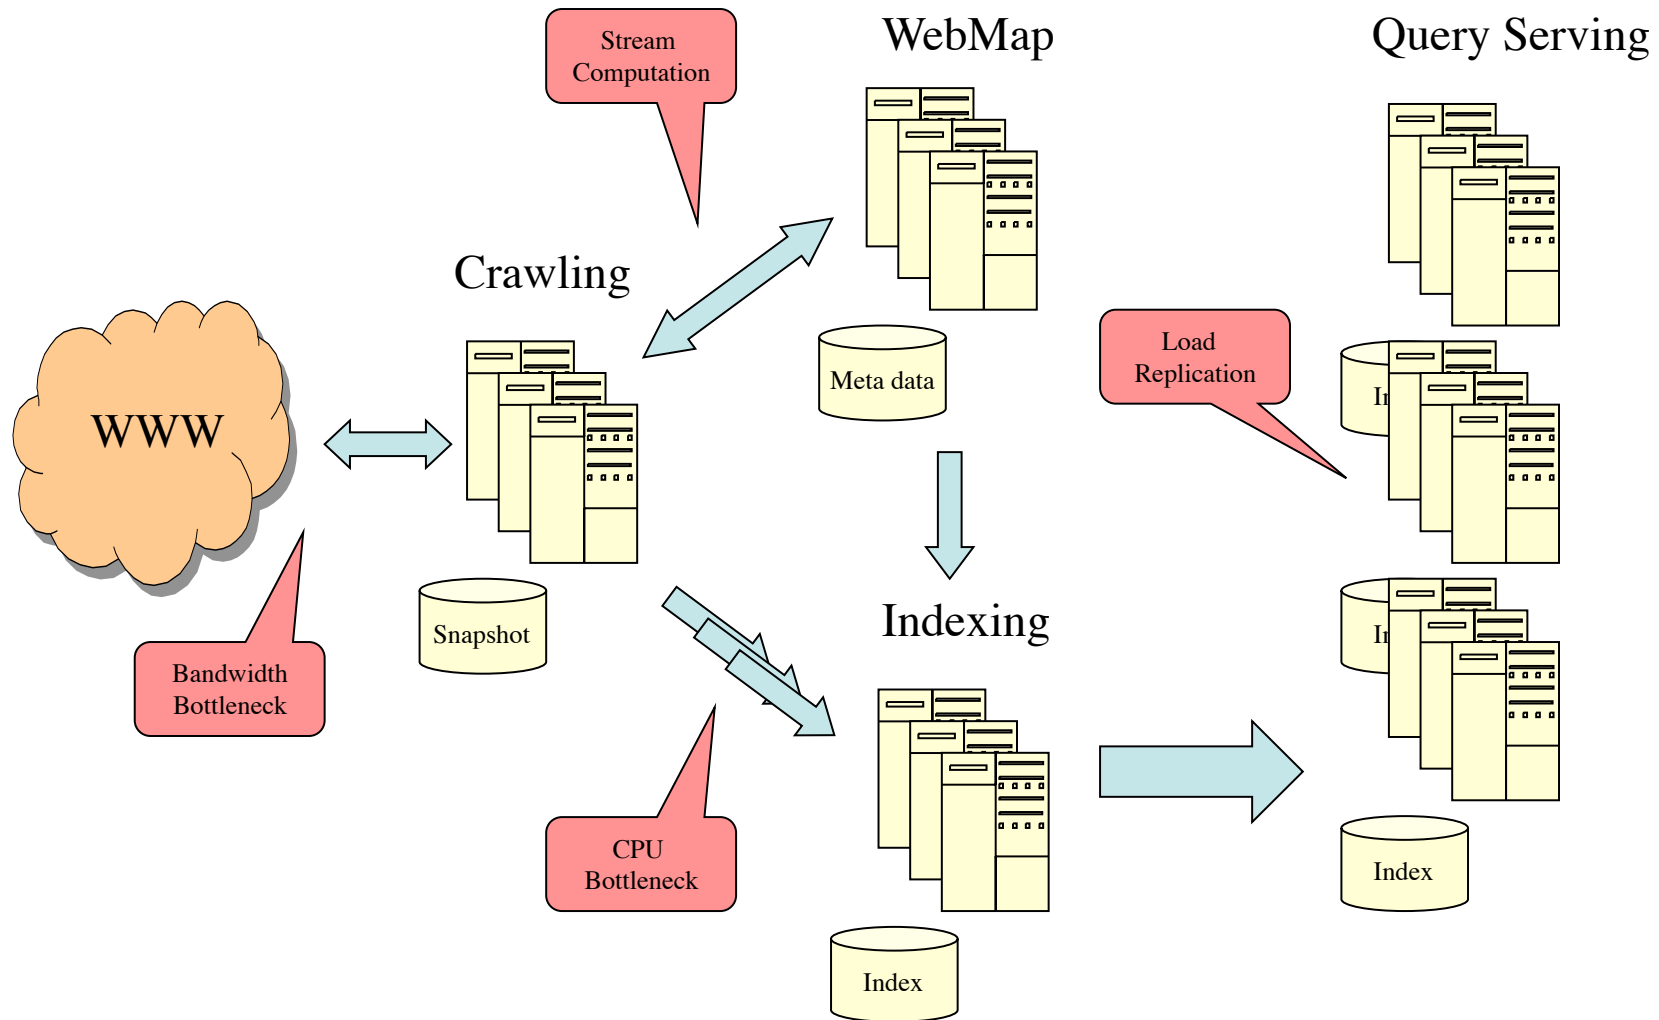 Stream
Computation
WebMap
Query Serving
Crawling
WWW
Meta data
Load
Replication
Snapshot
Indexing
Bandwidth
Bottleneck
CPU
Bottleneck
Index
Index